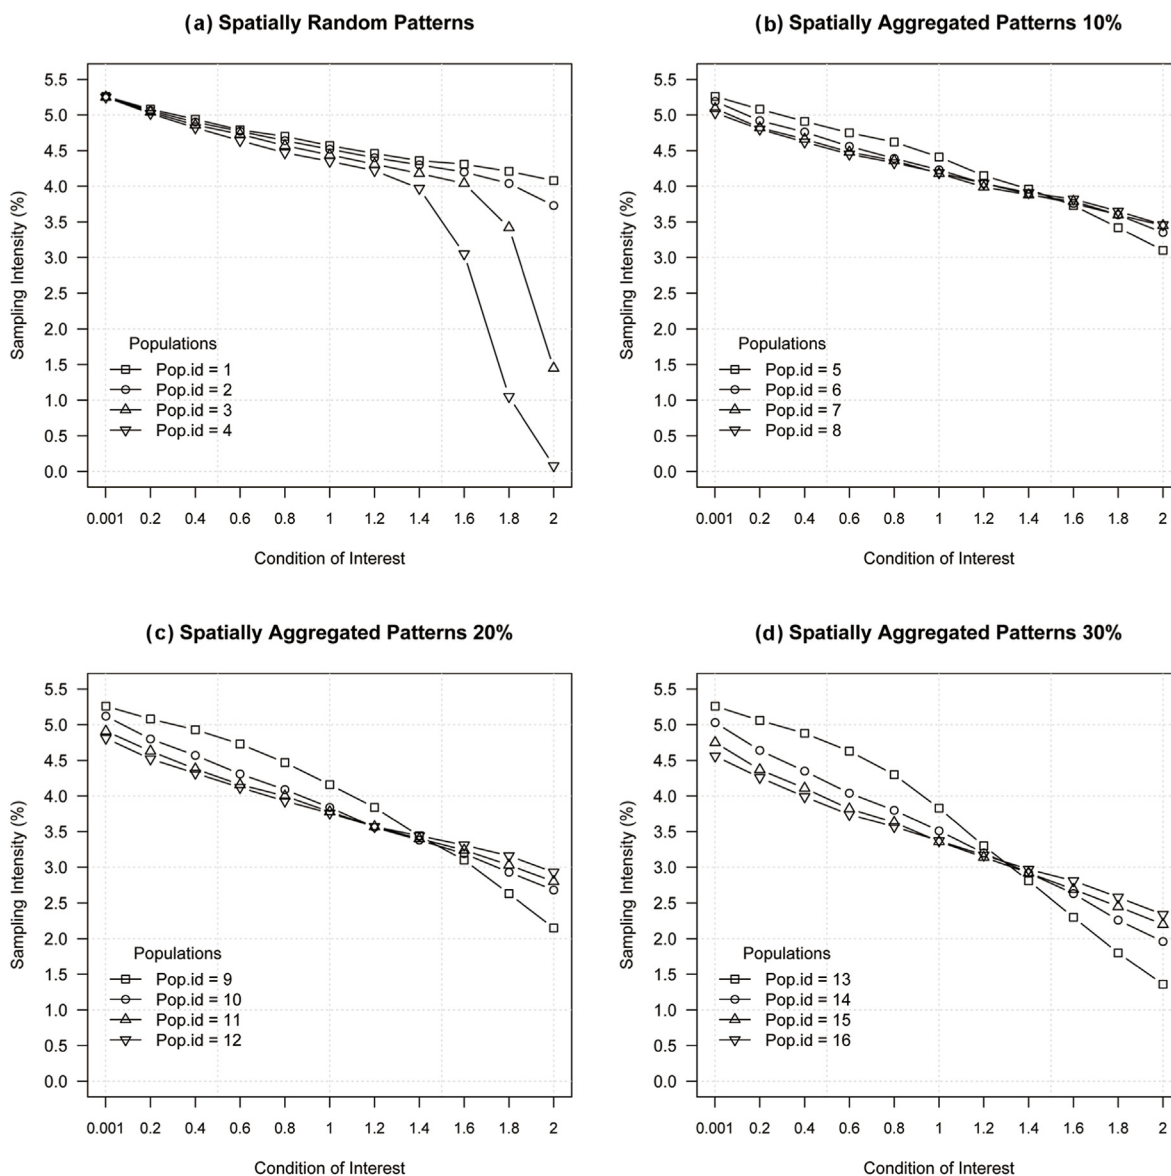 (a) Spatially Random Patterns
5.5
5.0
4.5
4.0
3.5
3.0
2.5
2.0
1.5
1.0
0.5
0.0
Sampling Intensity (%)
Populations
Pop.id = 1
Pop.id = 2
Pop.id = 3
Pop.id = 4
0.001 0.2 0.4 0.6 0.8 1 1.2 1.4 1.6 1.8 2
Condition of Interest
(b) Spatially Aggregated Patterns 10%
5.5
5.0
4.5
4.0
3.5
3.0
2.5
2.0
1.5
1.0
0.5
0.0
Sampling Intensity (%)
Populations
Pop.id = 5
Pop.id = 6
Pop.id = 7
Pop.id = 8
0.001 0.2 0.4 0.6 0.8 1 1.2 1.4 1.6 1.8 2
Condition of Interest
(c) Spatially Aggregated Patterns 20%
5.5
5.0
4.5
4.0
3.5
3.0
2.5
2.0
1.5
1.0
0.5
0.0
Sampling Intensity (%)
Populations
Pop.id = 9
Pop.id = 10
Pop.id = 11
Pop.id = 12
0.001 0.2 0.4 0.6 0.8 1 1.2 1.4 1.6 1.8 2
Condition of Interest
(d) Spatially Aggregated Patterns 30%
5.5
5.0
4.5
4.0
3.5
3.0
2.5
2.0
1.5
1.0
0.5
0.0
Sampling Intensity (%)
Populations
Pop.id = 13
Pop.id = 14
Pop.id = 15
Pop.id = 16
0.001 0.2 0.4 0.6 0.8 1 1.2 1.4 1.6 1.8 2
Condition of Interest